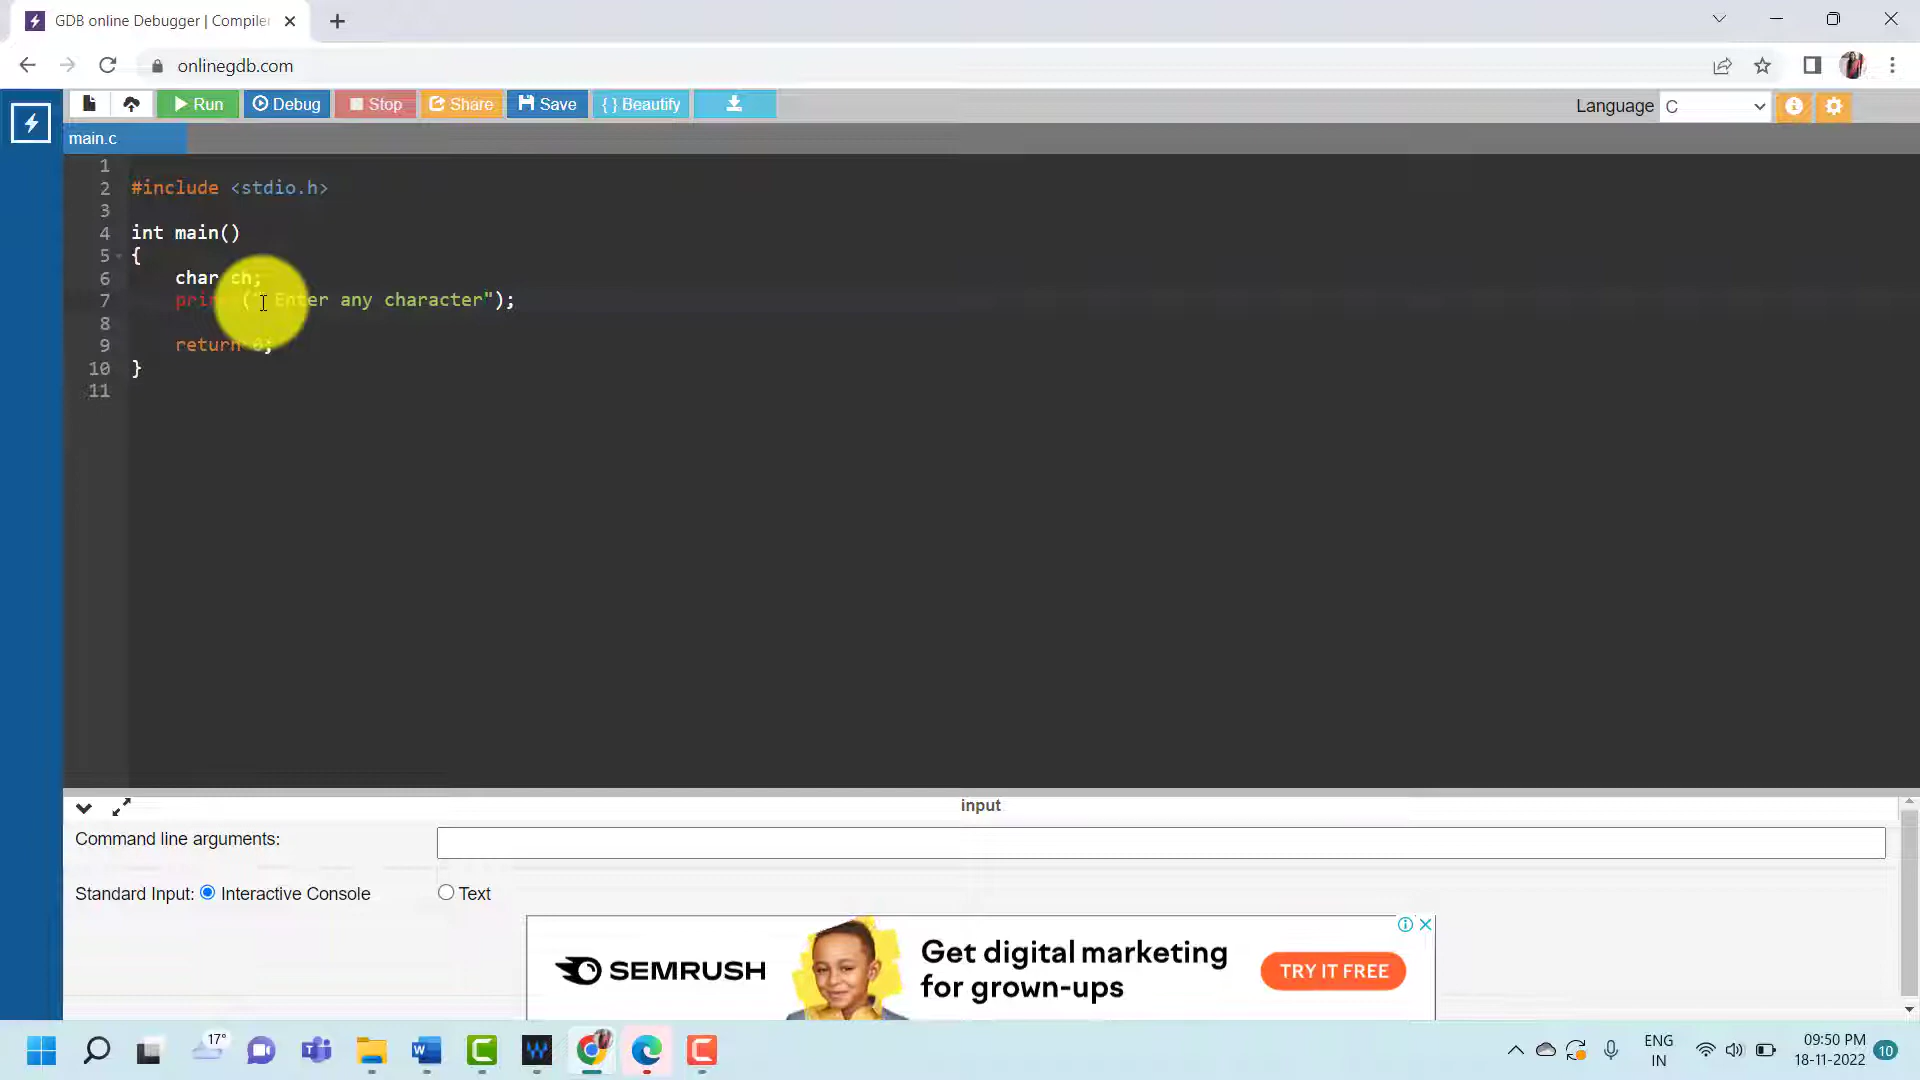 GDB online Debugger | Compiler
onlinegdb.com
Run
Debug
Stop
Share
Save
{ } Beautify
Language
C
main.c
1
2 #include <stdio.h>
3
4 int main()
5 {
6 char ch;
7 (" Enter any character");
8
9 return 0;
10 }
11
input
Command line arguments:
Standard Input: Interactive Console Text
SEMRUSH
Get digital marketing
for grown-ups
TRY IT FREE
17°
ENG
IN
09:50 PM
18-11-2022
10